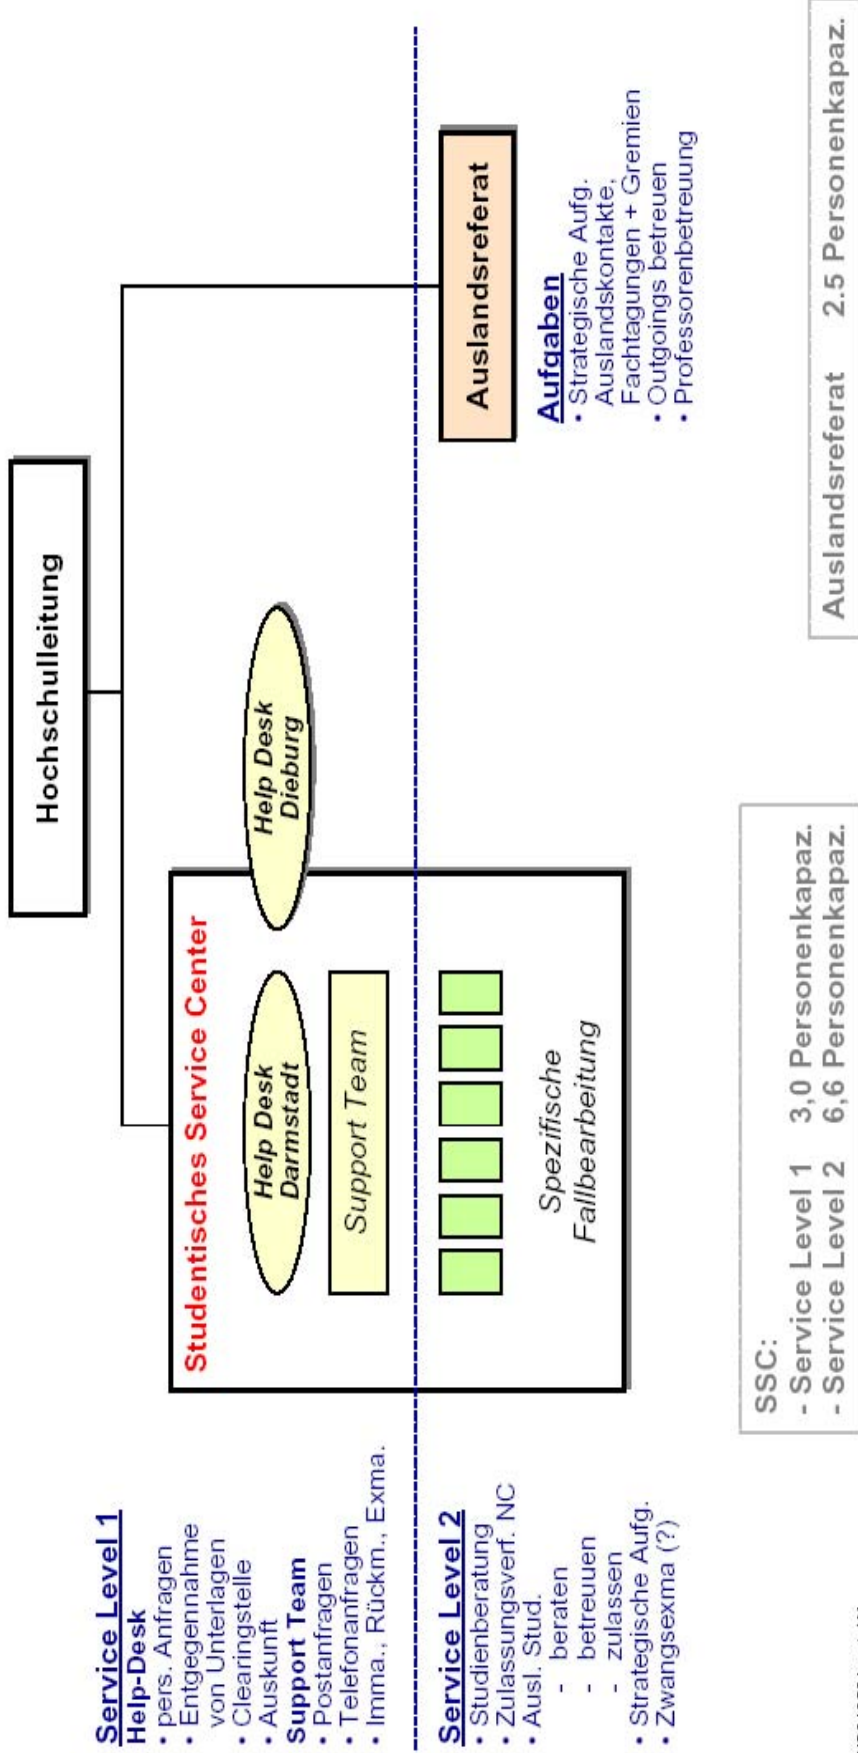 Hochschulleitung
Service Level 1
Help-Desk
• pers. Anfragen
• Entgegennahme
von Unterlagen
• Clearingstelle
• Auskunft
Support Team
• Postanfragen
• Telefonanfragen
• Imma., Rückm., Exma.
Studentisches Service Center
Help Desk
Darmstadt
Help Desk
Dieburg
Support Team
Service Level 2
• Studienberatung
• Zulassungsverf. NC
• Ausl. Stud.
- beraten
- betreuuen
- zulassen
• Strategische Aufg.
• Zwangsexma (?)
Spezifische
Fallbearbeitung
Auslandsreferat
Aufgaben
• Strategische Aufg.
Auslandskontakte,
Fachtagungen + Gremien
• Outgoings betreuen
• Professorenbetreuung
SSC:
- Service Level 1 3,0 Personenkapaz.
- Service Level 2 6,6 Personenkapaz.
Auslandsreferat 2.5 Personenkapaz.